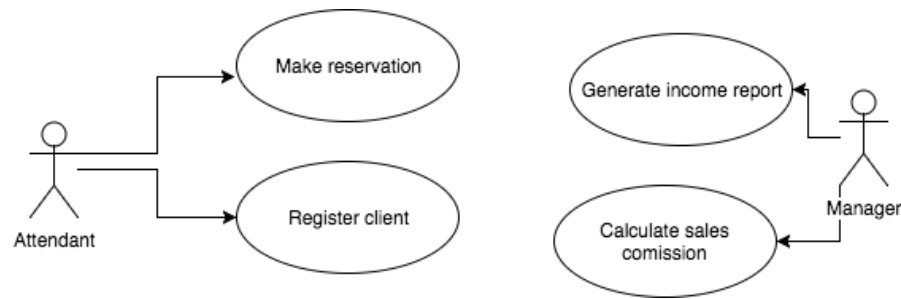 Make reservation
Generate income report
Attendant
Register client
Manager
Calculate sales
comission